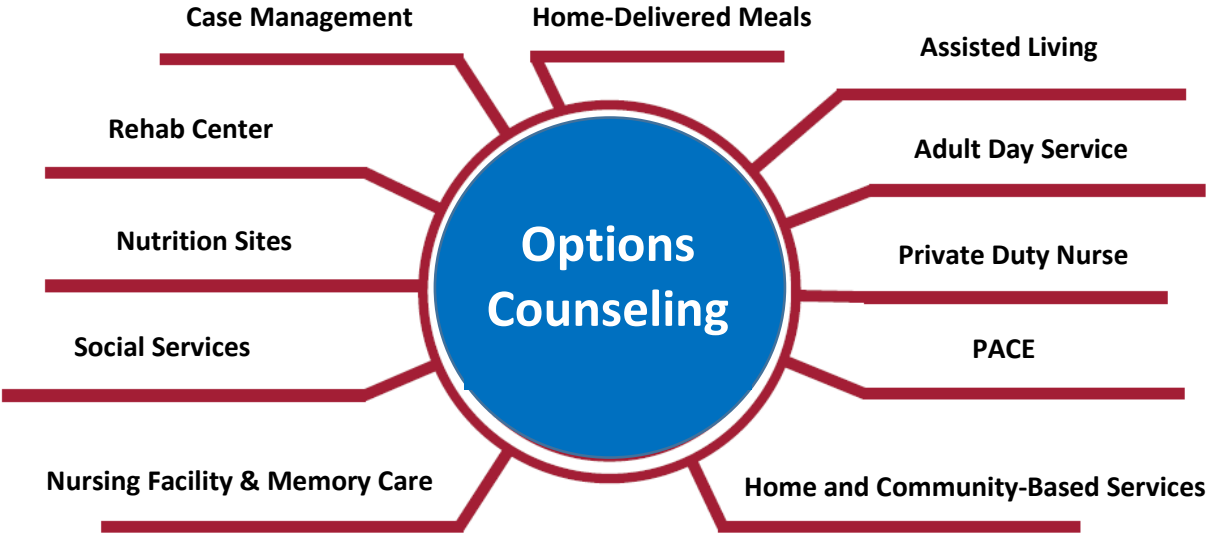 Case Management
Home-Delivered Meals
Assisted Living
Rehab Center
Adult Day Service
Nutrition Sites
Options
Counseling
Private Duty Nurse
Social Services
PACE
Nursing Facility & Memory Care
Home and Community-Based Services